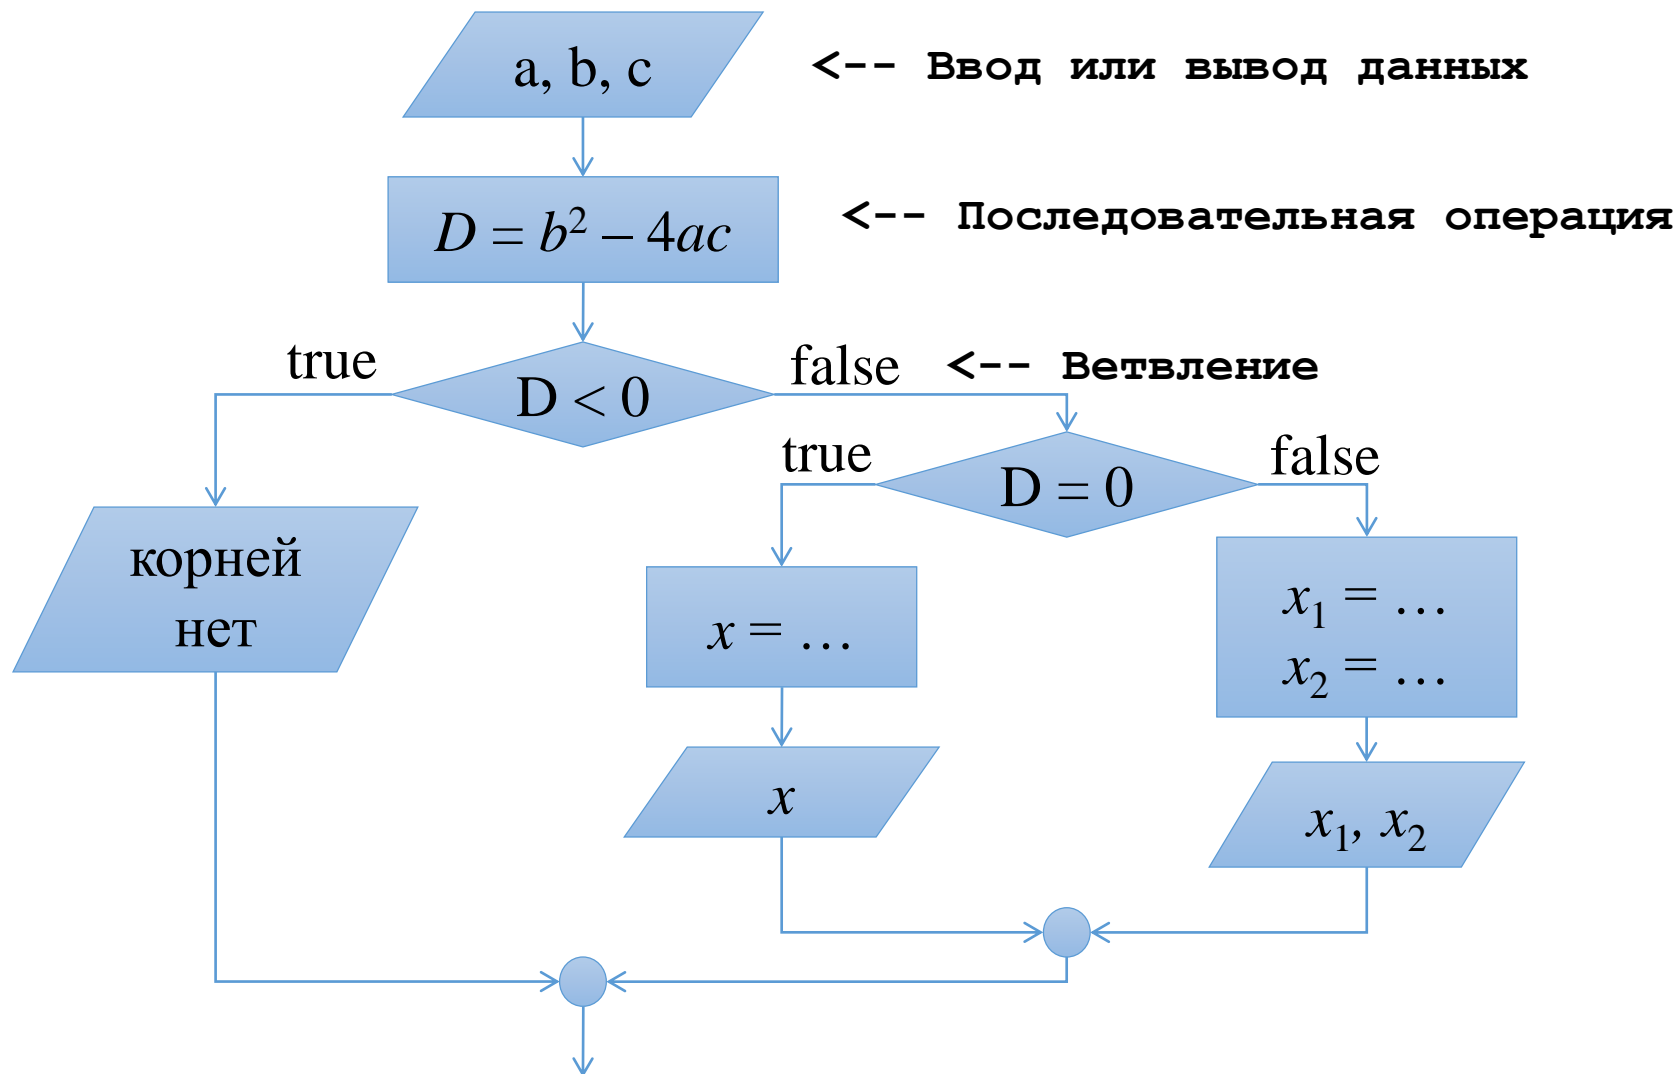 a, b, c
<-- Ввод или вывод данных
D = b² – 4ac
<-- Последовательная операция
true
false
<-- Ветвление
D < 0
true
false
D = 0
корней
нет
x = …
x₁ = …
x₂ = …
x
x₁, x₂